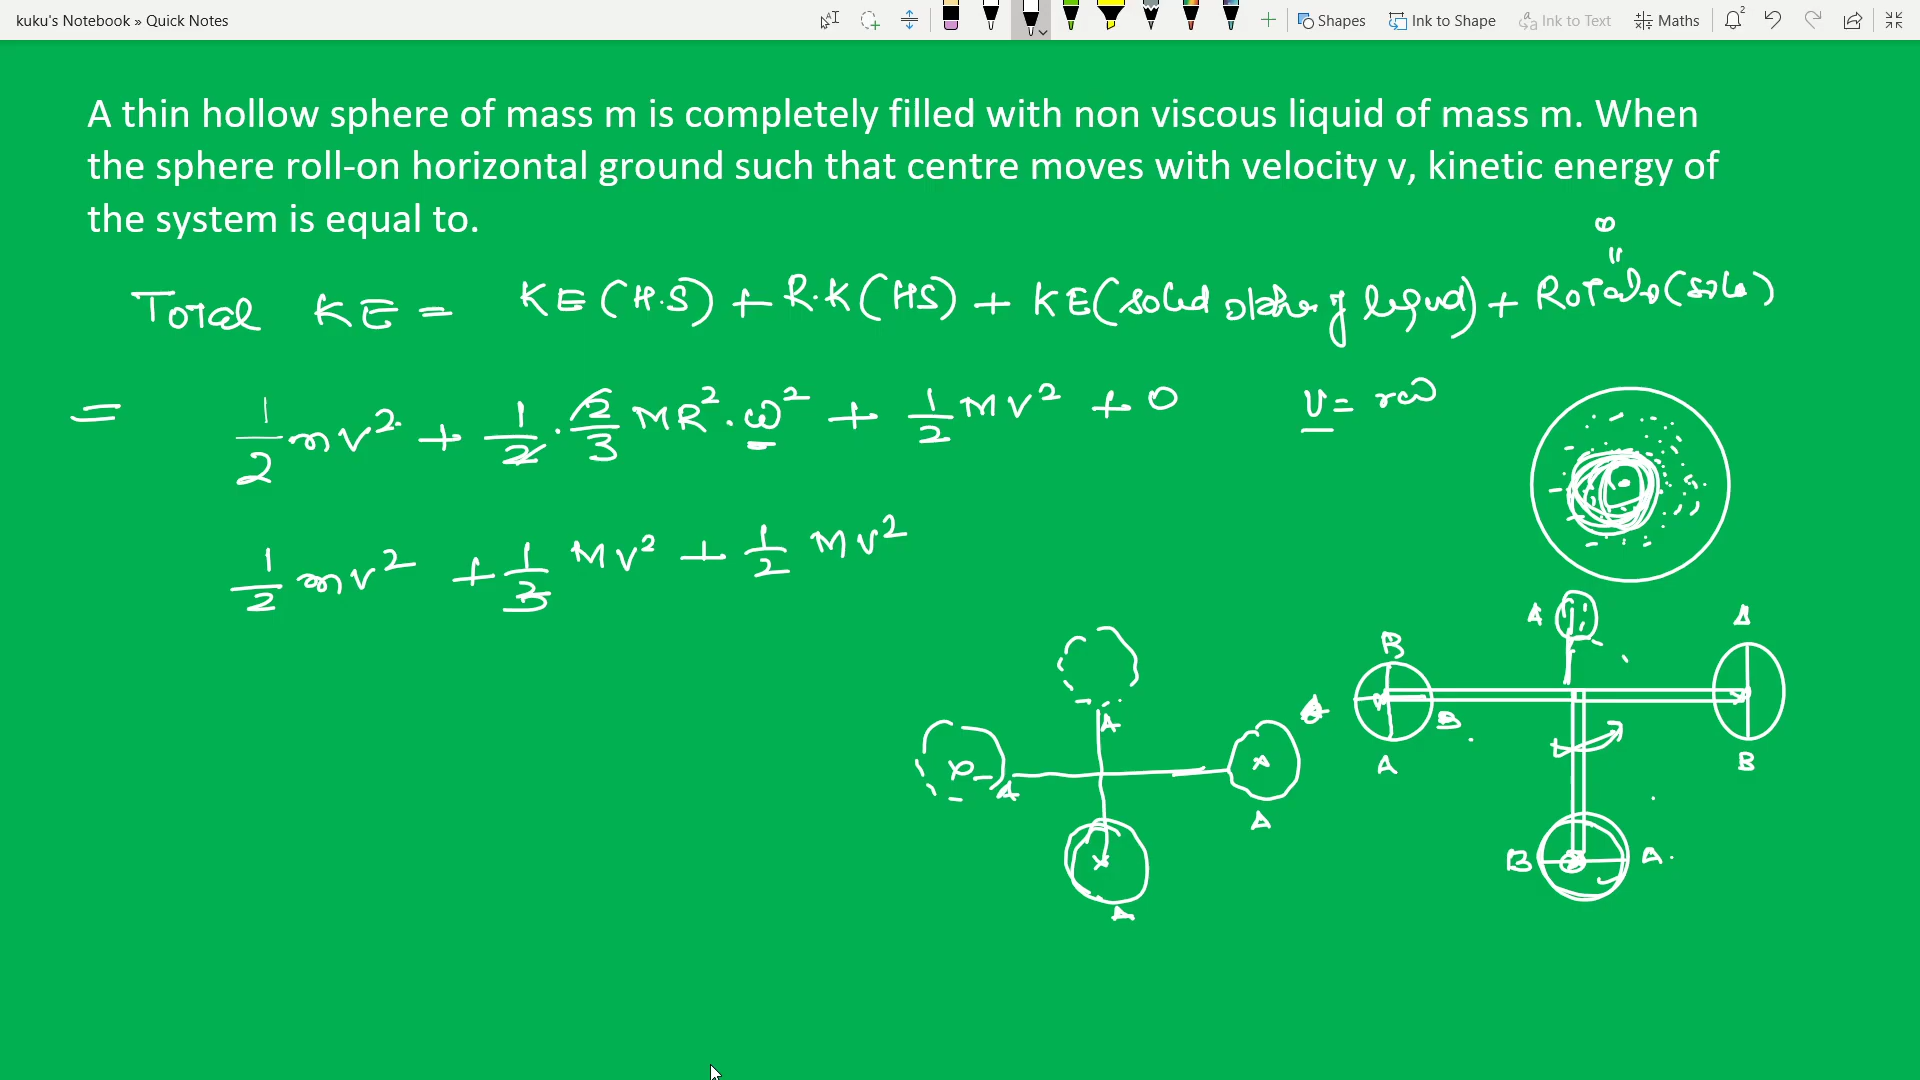 kuku's Notebook » Quick Notes
Shapes Ink to Shape Ink to Text Maths 2
A thin hollow sphere of mass m is completely filled with non viscous liquid of mass m. When
the sphere roll-on horizontal ground such that centre moves with velocity v, kinetic energy of
the system is equal to.
0
"
Total KE = KE (H.S) + R.K (HS) + KE (solid of liquid) +
= 1/2 mv² + 1/2 · 2/3 MR² · ω² + 1/2 MV² + 0 v = rω
1/2 mv² + 1/3 MV² + 1/2 MV²
A A
B
A B
A A B
A A B
B A
A